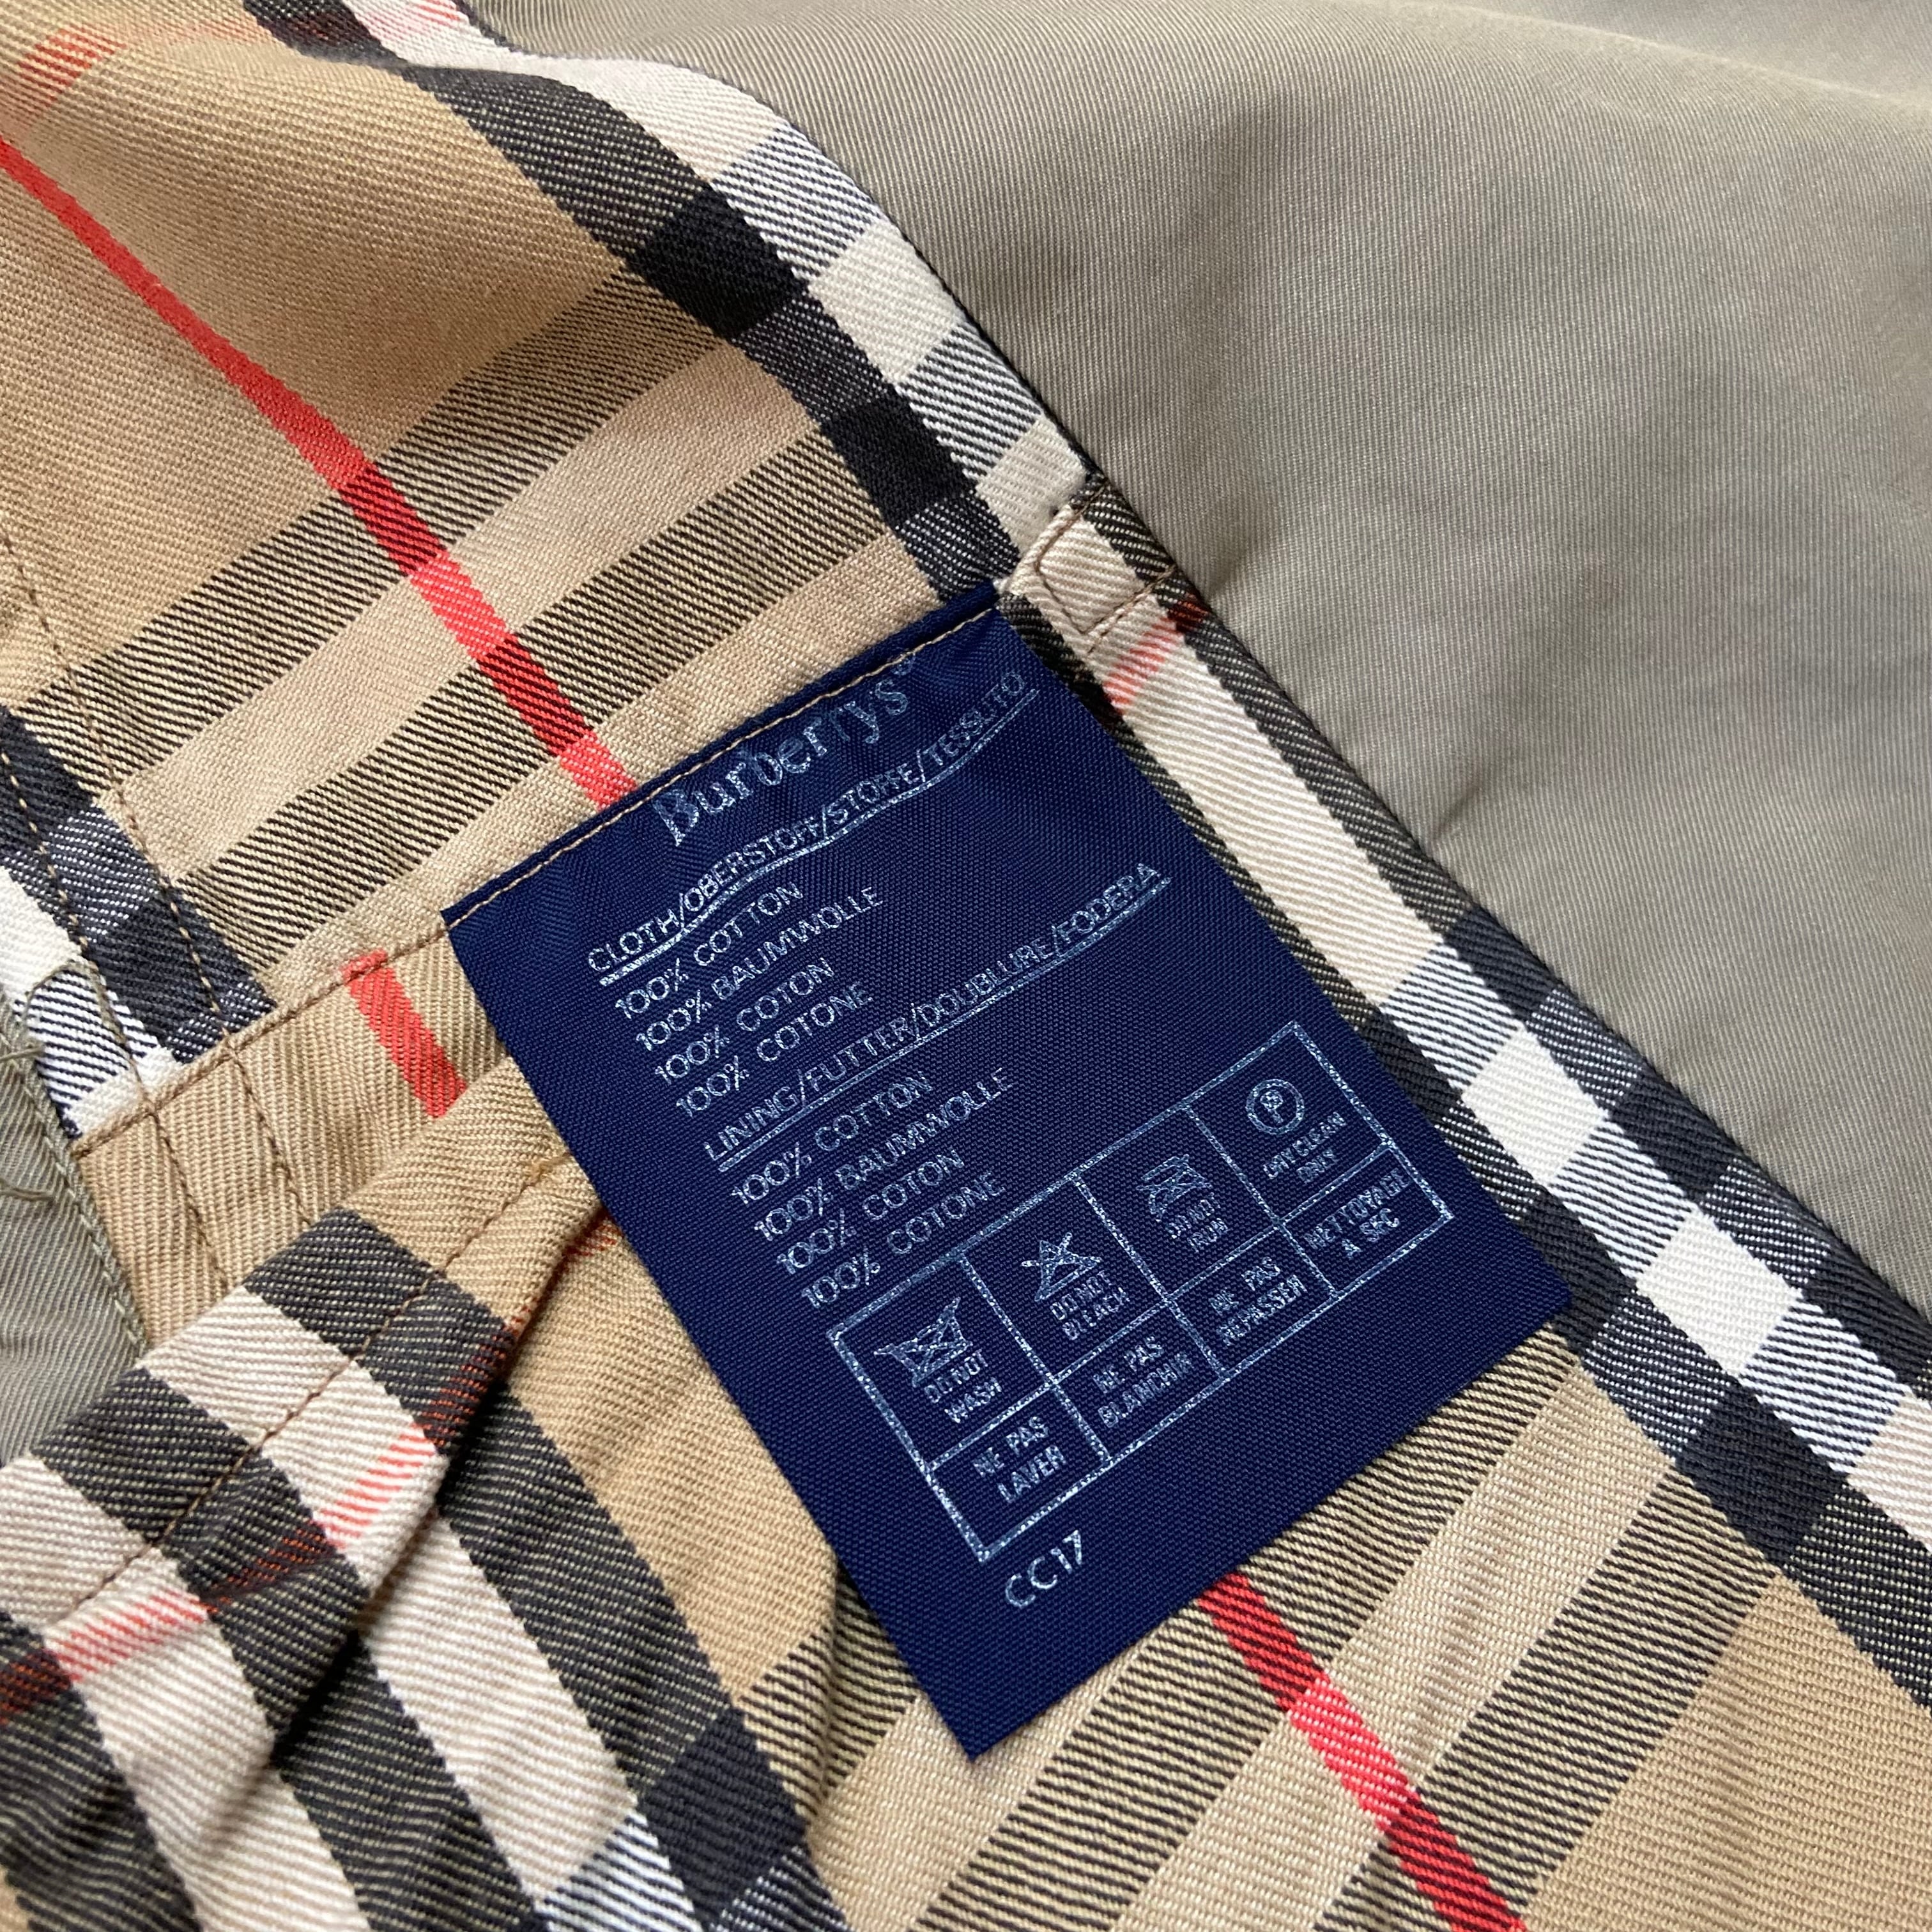 Burberrys
CLOTH/OBERSTOFF/STOFFE/TESSUTO
100% COTTON
100% BAUMWOLLE
100% COTON
100% COTONE
LINING/FUTTER/DOUBLURE/FODERA
100% COTTON
100% BAUMWOLLE
100% COTON
100% COTONE
DO NOT
WASH
DO NOT
BLEACH
DO NOT
IRON
P
DRY CLEAN
ONLY
NE PAS
LAVER
NE PAS
BLANCHIR
NE PAS
REPASSER
NETTOYAGE
A SEC
CC17